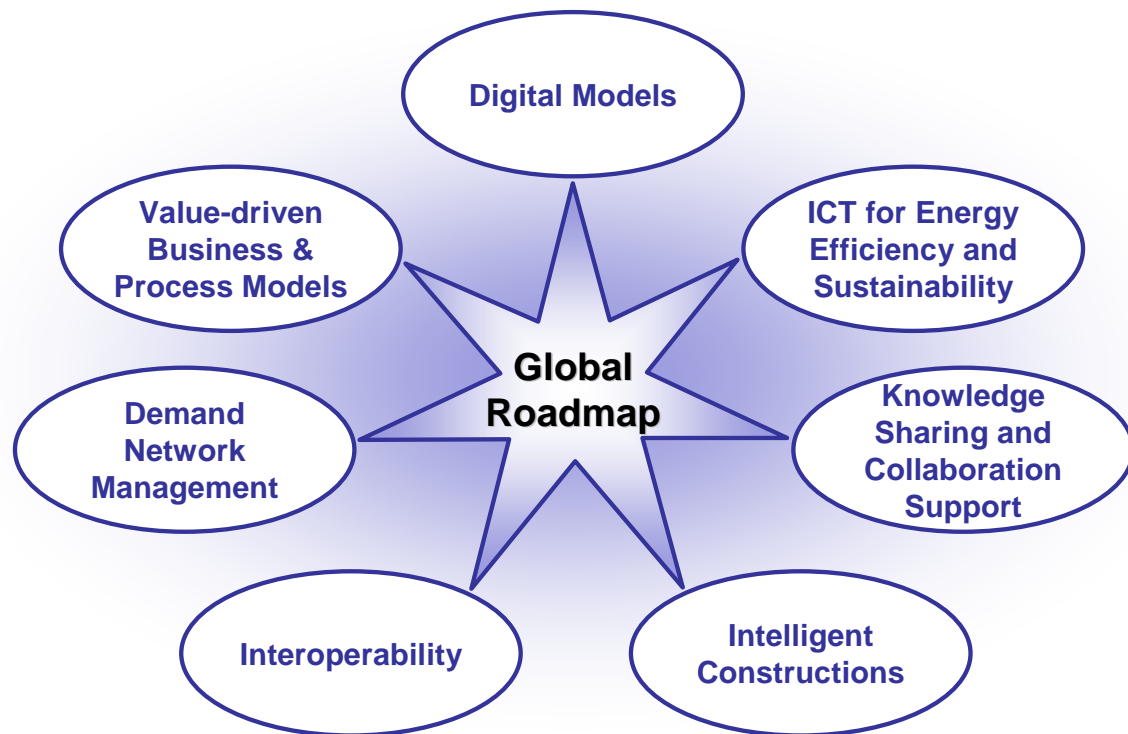 Digital Models
Value-driven
Business &
Process Models
ICT for Energy
Efficiency and
Sustainability
Global
Roadmap
Demand
Network
Management
Knowledge
Sharing and
Collaboration
Support
Interoperability
Intelligent
Constructions